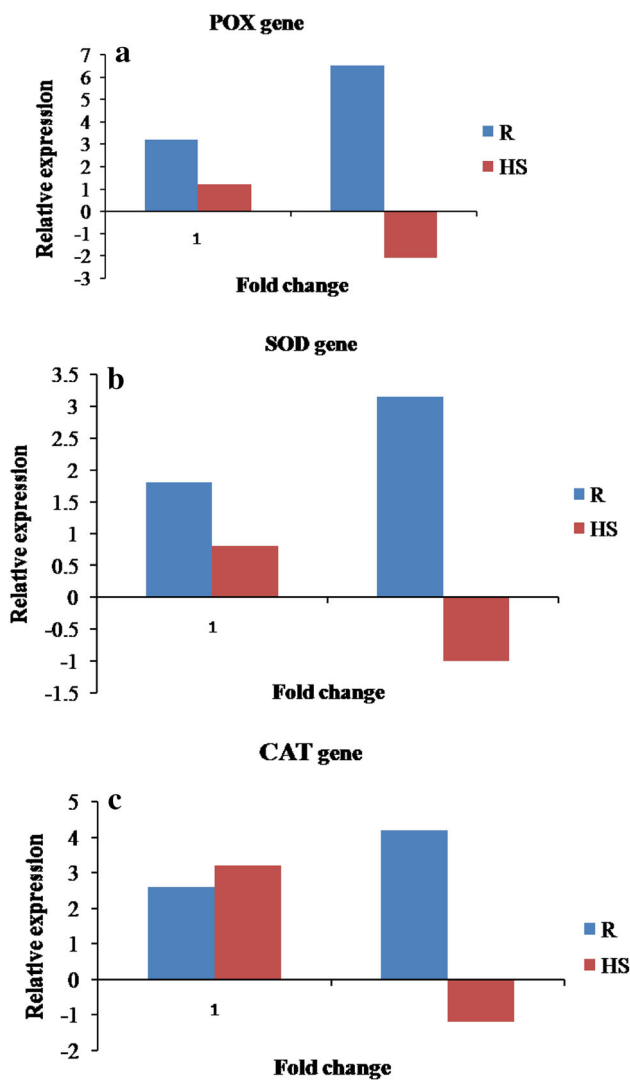 POX gene
a
Relative expression
7
6
5
4
3
2
1
0
-1
-2
-3
1
Fold change
R
HS
SOD gene
b
Relative expression
3.5
3
2.5
2
1.5
1
0.5
0
-0.5
-1
-1.5
1
Fold change
R
HS
CAT gene
c
Relative expression
5
4
3
2
1
0
-1
-2
1
Fold change
R
HS